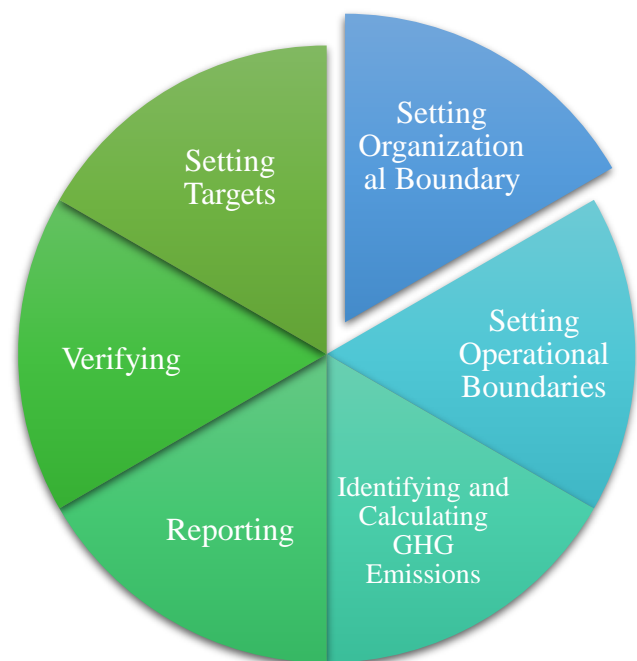 Setting
Organization
al Boundary
Setting
Operational
Boundaries
Identifying and
Calculating
GHG
Emissions
Reporting
Verifying
Setting
Targets